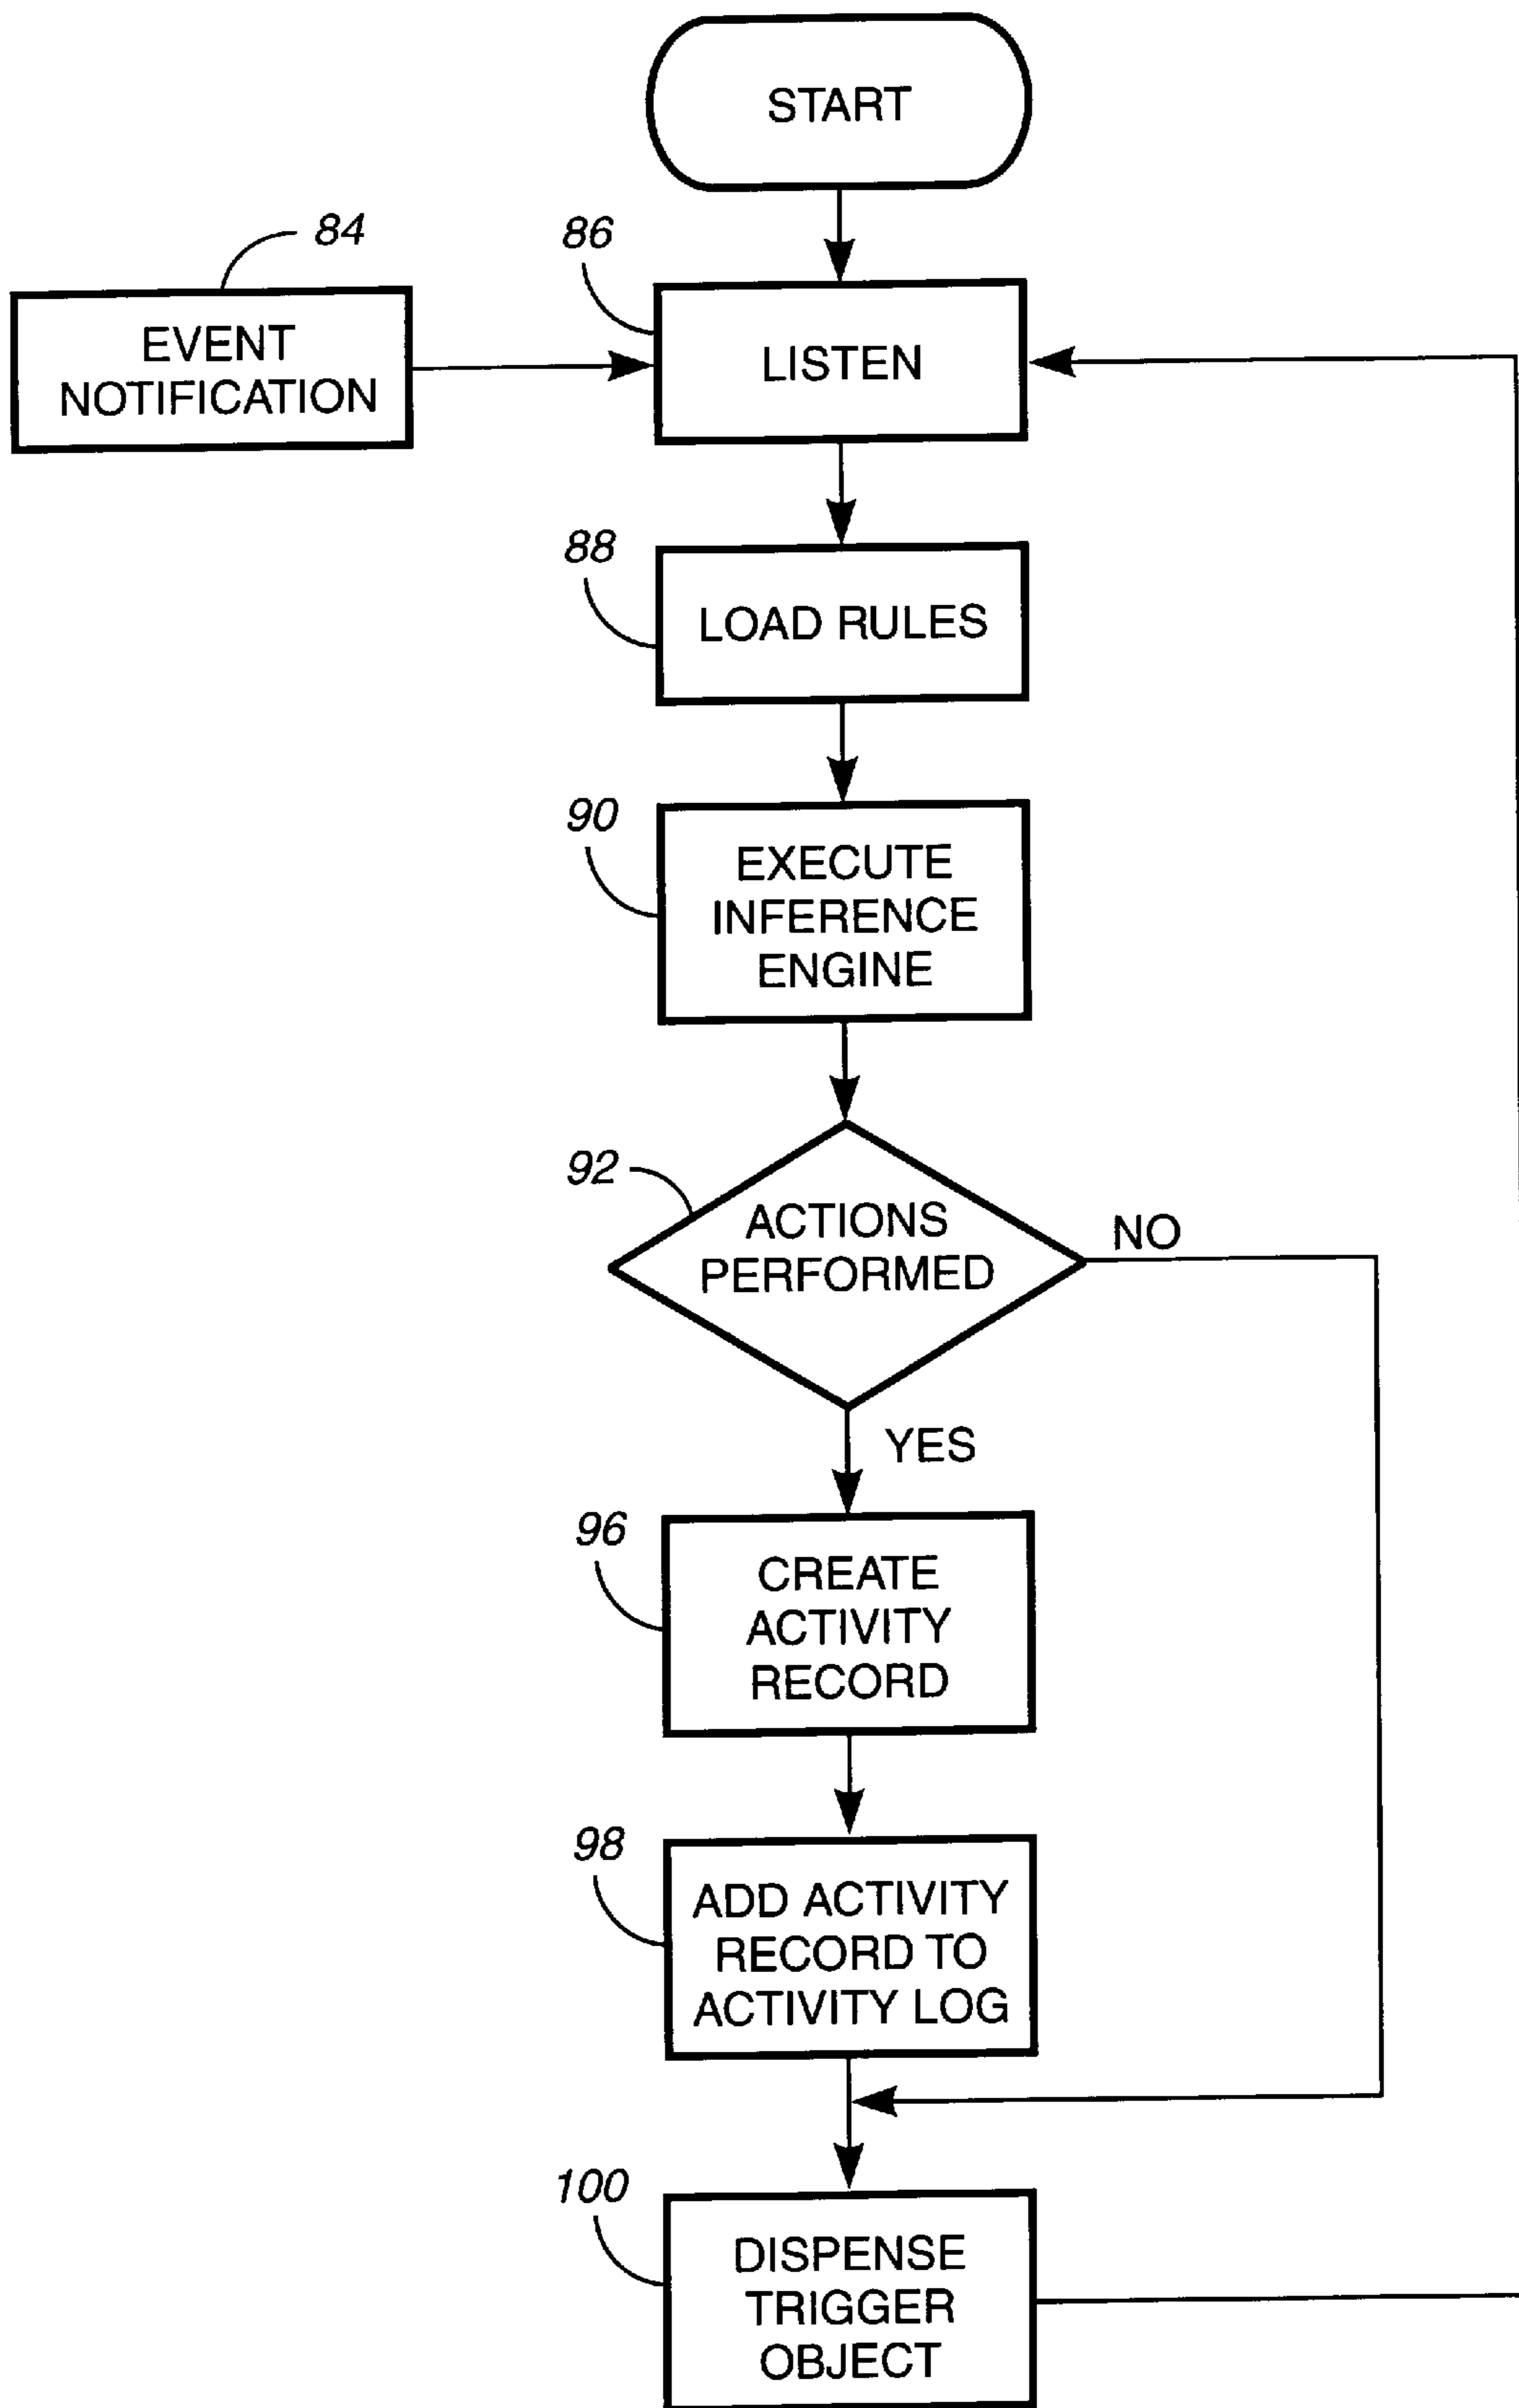 START
84
EVENT
NOTIFICATION
86
LISTEN
88
LOAD RULES
90
EXECUTE
INFERENCE
ENGINE
92
ACTIONS
PERFORMED
NO
YES
96
CREATE
ACTIVITY
RECORD
98
ADD ACTIVITY
RECORD TO
ACTIVITY LOG
100
DISPENSE
TRIGGER
OBJECT